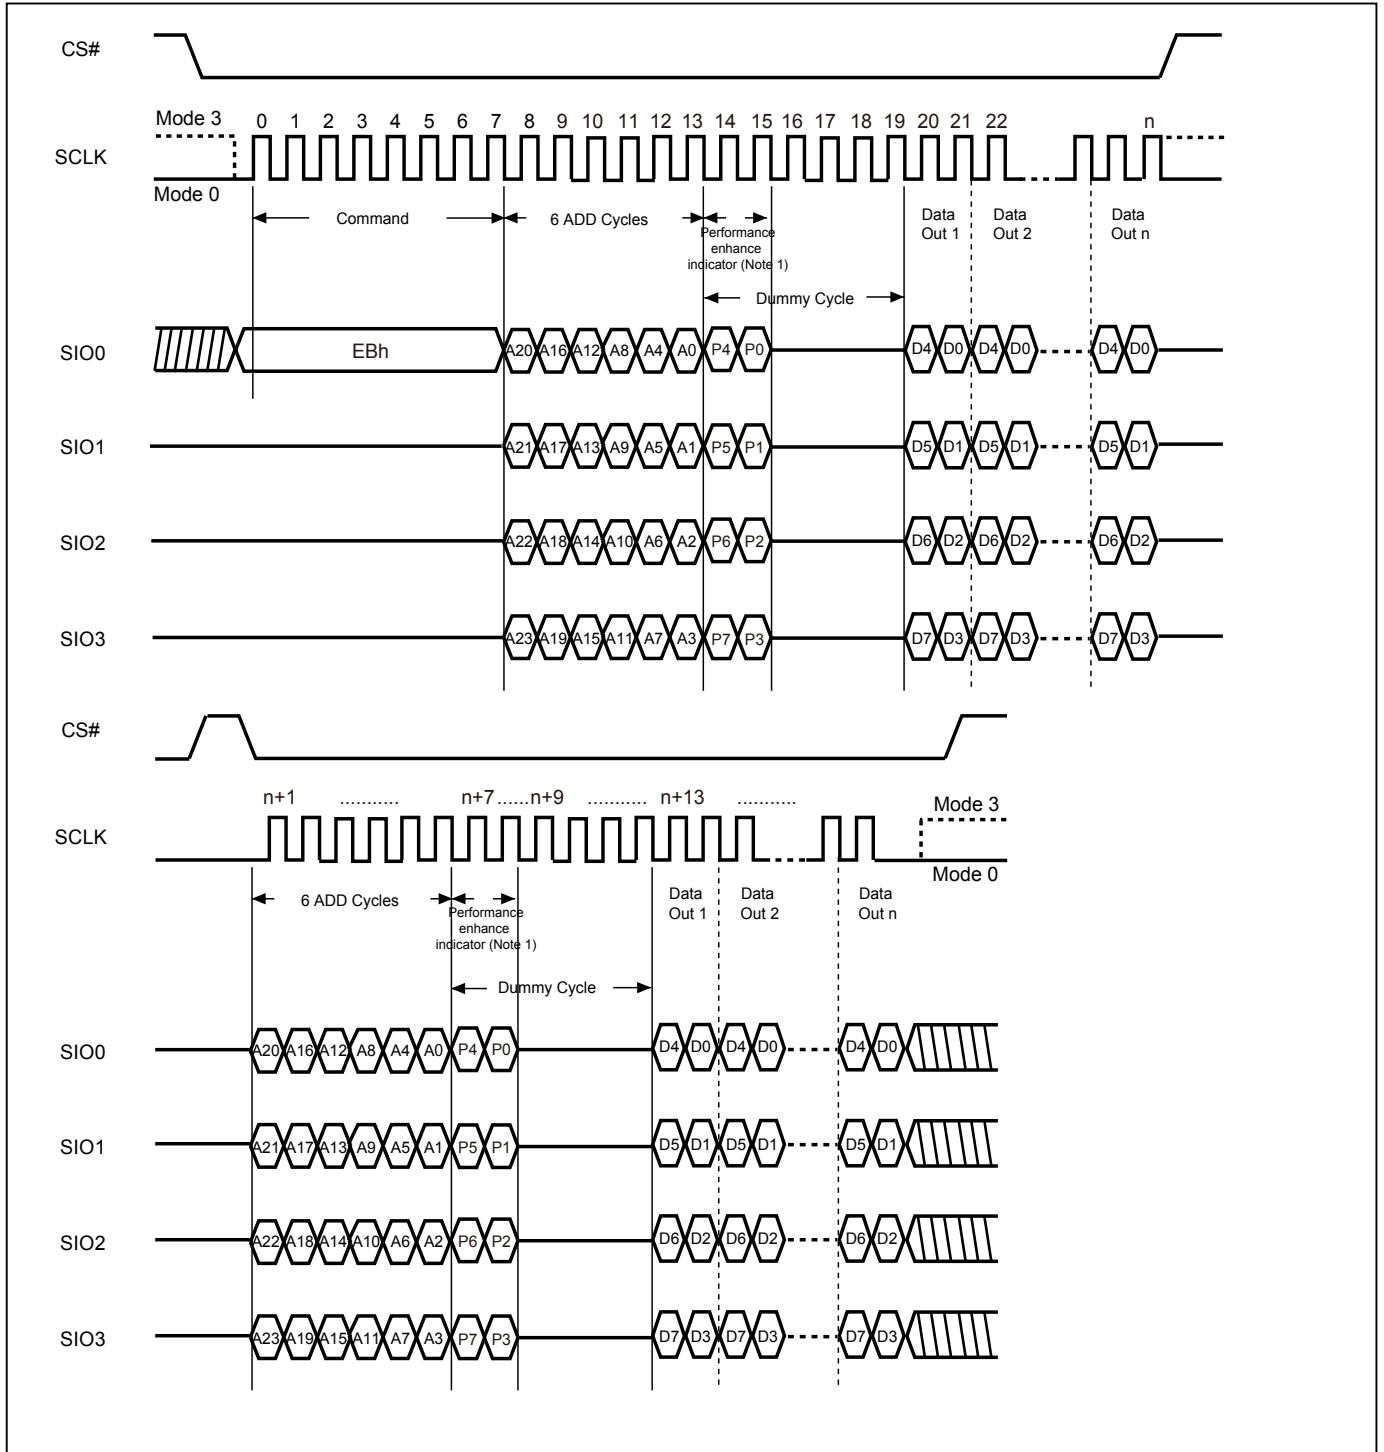 CS#
Mode 3
0 1 2 3 4 5 6 7 8 9 10 11 12 13 14 15 16 17 18 19 20 21 22 n
SCLK
Mode 0
Command
6 ADD Cycles
Performance
enhance
indicator (Note 1)
Data
Out 1
Data
Out 2
Data
Out n
Dummy Cycle
SIO0 EBh A20 A16 A12 A8 A4 A0 P4 P0 D4 D0 D4 D0 D4 D0
SIO1 A21 A17 A13 A9 A5 A1 P5 P1 D5 D1 D5 D1 D5 D1
SIO2 A22 A18 A14 A10 A6 A2 P6 P2 D6 D2 D6 D2 D6 D2
SIO3 A23 A19 A15 A11 A7 A3 P7 P3 D7 D3 D7 D3 D7 D3
CS#
n+1 ........... n+7......n+9 ........... n+13 ...........
Mode 3
SCLK
Mode 0
6 ADD Cycles
Performance
enhance
indicator (Note 1)
Data
Out 1
Data
Out 2
Data
Out n
Dummy Cycle
SIO0 A20 A16 A12 A8 A4 A0 P4 P0 D4 D0 D4 D0 D4 D0
SIO1 A21 A17 A13 A9 A5 A1 P5 P1 D5 D1 D5 D1 D5 D1
SIO2 A22 A18 A14 A10 A6 A2 P6 P2 D6 D2 D6 D2 D6 D2
SIO3 A23 A19 A15 A11 A7 A3 P7 P3 D7 D3 D7 D3 D7 D3